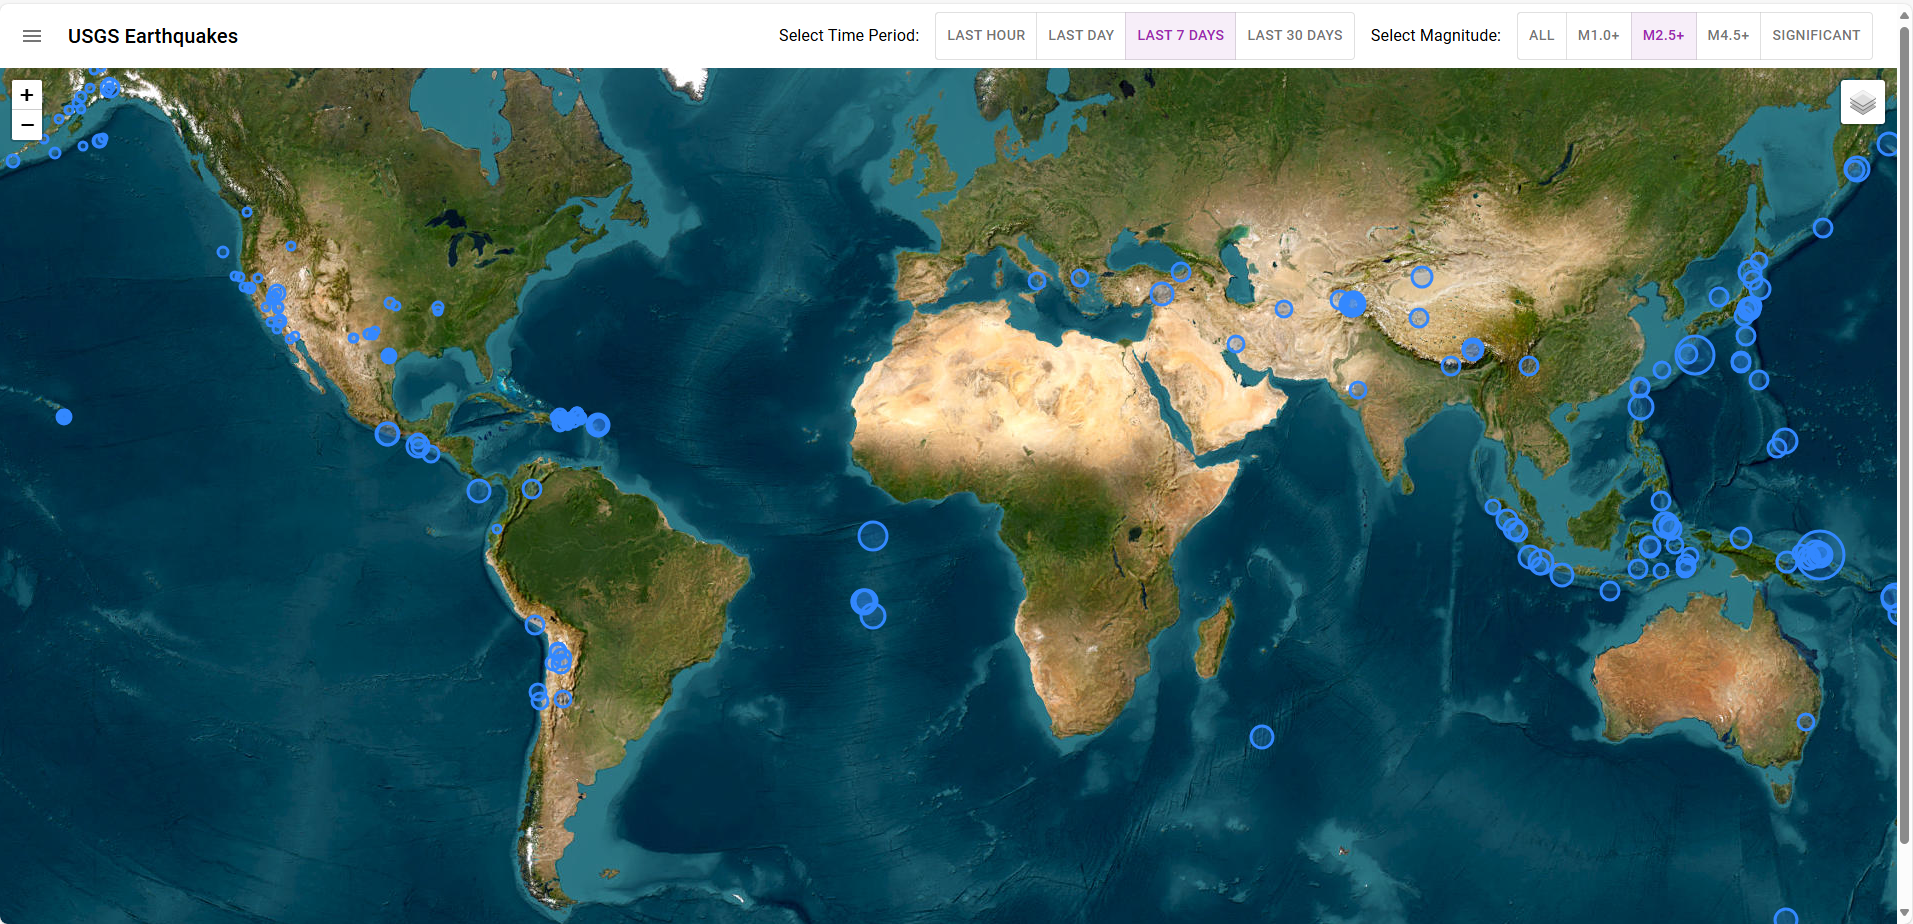 USGS Earthquakes
Select Time Period: LAST HOUR LAST DAY LAST 7 DAYS LAST 30 DAYS Select Magnitude: ALL M1.0+ M2.5+ M4.5+ SIGNIFICANT
+
−